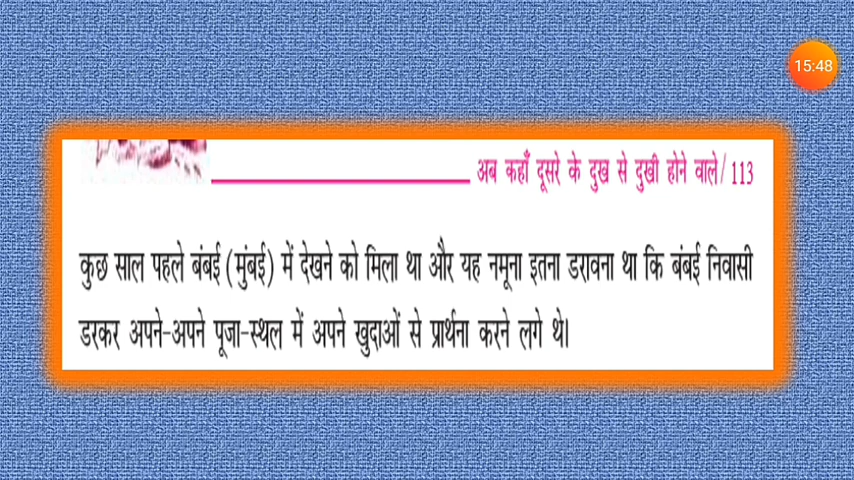 15:48
अब कहाँ दूसरे के दुख से दुखी होने वाले/113
कुछ साल पहले बंबई (मुंबई) में देखने को मिला था और यह नमूना इतना डरावना था कि बंबई निवासी
डरकर अपने-अपने पूजा-स्थल में अपने खुदाओं से प्रार्थना करने लगे थे।